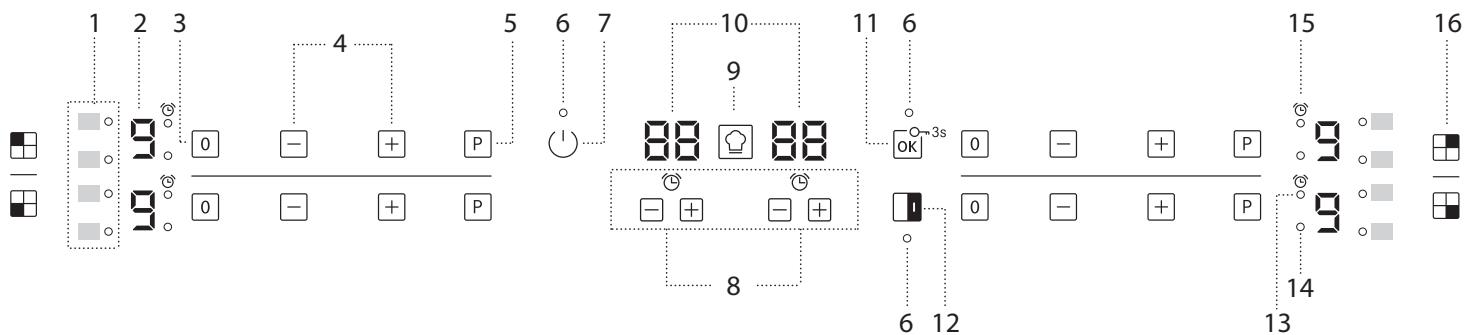 1 2 3 4 5 6 7 10 9 11 6 15 16
9 0 − + P 88 88 OK 3s 0 − + P 9
9 0 − + P − + − + I 0 − + P 9
8 6 12 13 14